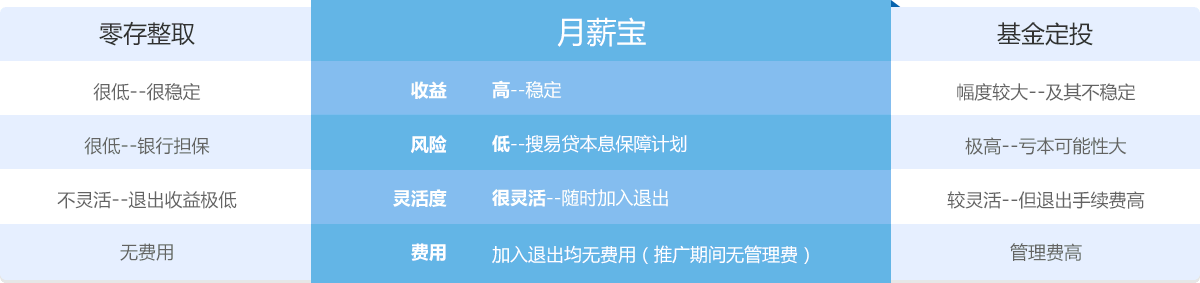 零存整取 月薪宝 基金定投
很低--很稳定 收益 高--稳定 幅度较大--及其不稳定
很低--银行担保 风险 低--搜易贷本息保障计划 极高--亏本可能性大
不灵活--退出收益极低 灵活度 很灵活--随时加入退出 较灵活--但退出手续费高
无费用 费用 加入退出均无费用（推广期间无管理费） 管理费高